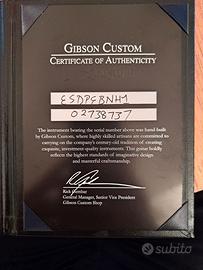 GIBSON CUSTOM
CERTIFICATE OF AUTHENTICITY
ESDPFBNH1
02738737
The instrument bearing the serial number above was hand built
by Gibson Custom, where highly skilled artisans are committed to
carrying on the company's century-old tradition of creating
exquisite, investment-quality instruments. This guitar boldly
reflects the highest standards of imaginative design
and masterful craftsmanship.
Rick Gembar
General Manager, Senior Vice President
Gibson Custom Shop
subito